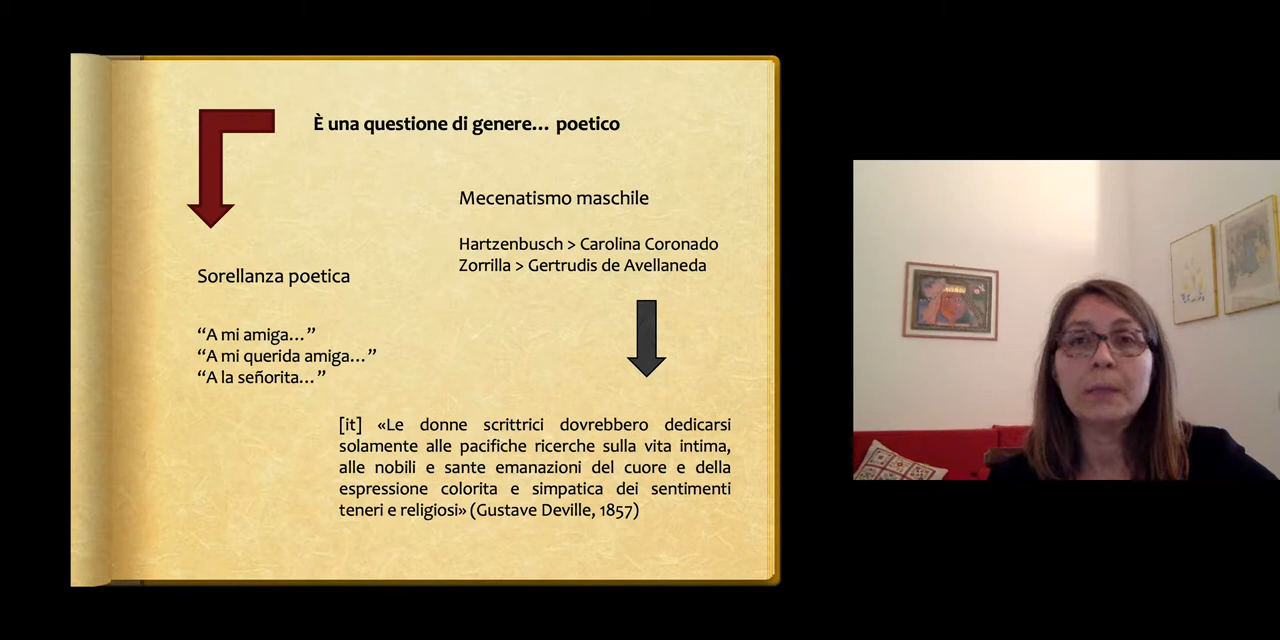 È una questione di genere… poetico
Mecenatismo maschile
Hartzenbusch > Carolina Coronado
Zorrilla > Gertrudis de Avellaneda
Sorellanza poetica
“A mi amiga…”
“A mi querida amiga…”
“A la señorita…”
[it] «Le donne scrittrici dovrebbero dedicarsi
solamente alle pacifiche ricerche sulla vita intima,
alle nobili e sante emanazioni del cuore e della
espressione colorita e simpatica dei sentimenti
teneri e religiosi» (Gustave Deville, 1857)